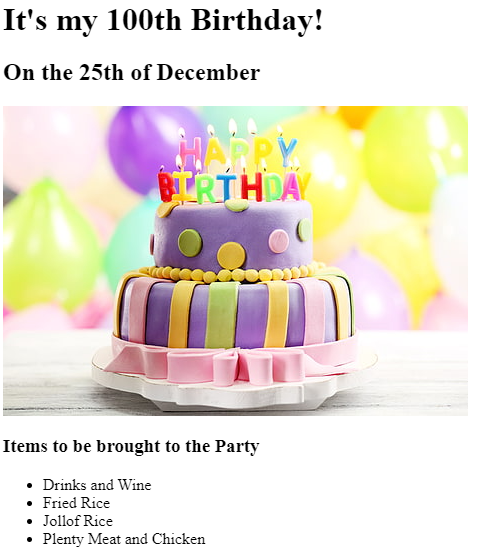 It's my 100th Birthday!
On the 25th of December
HAPPY
BIRTHDAY
Items to be brought to the Party
Drinks and Wine
Fried Rice
Jollof Rice
Plenty Meat and Chicken